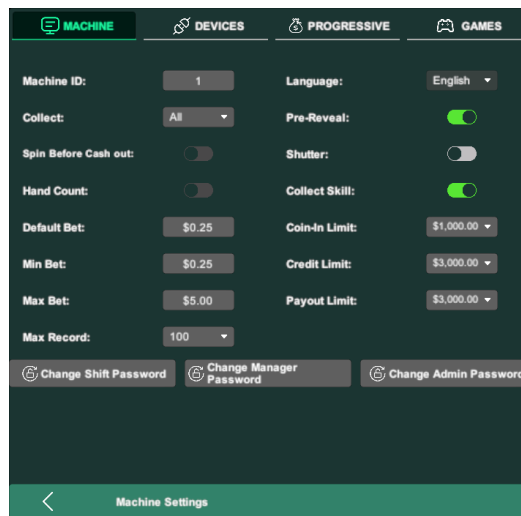 MACHINE DEVICES PROGRESSIVE GAMES
Machine ID: 1 Language: English
Collect: All Pre-Reveal:
Spin Before Cash out: Shutter:
Hand Count: Collect Skill:
Default Bet: $0.25 Coin-In Limit: $1,000.00
Min Bet: $0.25 Credit Limit: $3,000.00
Max Bet: $5.00 Payout Limit: $3,000.00
Max Record: 100
Change Shift Password Change Manager Password Change Admin Password
Machine Settings